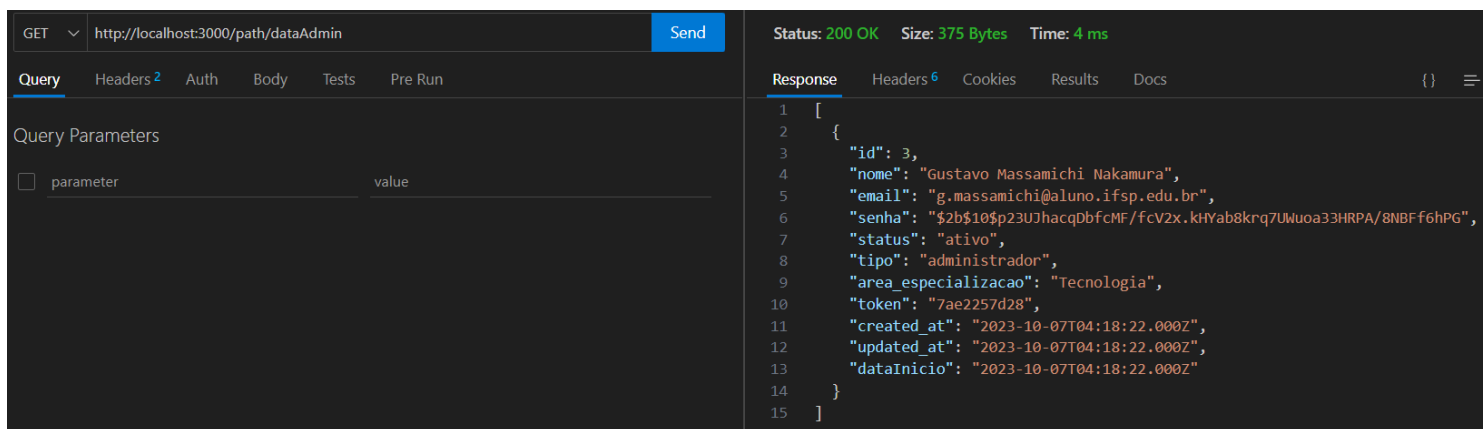 GET http://localhost:3000/path/dataAdmin Send
Query Headers 2 Auth Body Tests Pre Run
Query Parameters
parameter value
Status: 200 OK Size: 375 Bytes Time: 4 ms
Response Headers 6 Cookies Results Docs {}
1 [
2 {
3 "id": 3,
4 "nome": "Gustavo Massamichi Nakamura",
5 "email": "g.massamichi@aluno.ifsp.edu.br",
6 "senha": "$2b$10$p23UJhacqDbfcMF/fcV2x.kHYab8krq7UWuoa33HRPA/8NBFf6hPG",
7 "status": "ativo",
8 "tipo": "administrador",
9 "area_especializacao": "Tecnologia",
10 "token": "7ae2257d28",
11 "created_at": "2023-10-07T04:18:22.000Z",
12 "updated_at": "2023-10-07T04:18:22.000Z",
13 "dataInicio": "2023-10-07T04:18:22.000Z"
14 }
15 ]